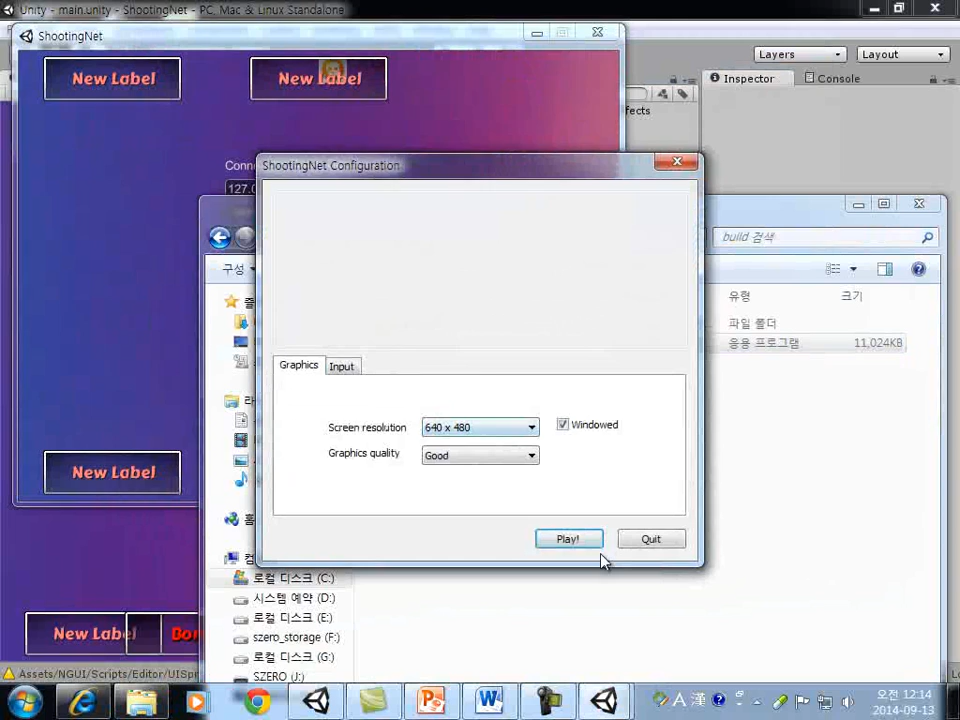 Unity - main.unity - ShootingNet - PC, Mac & Linux Standalone
ShootingNet
Layers
Layout
New Label
New Label
Inspector
Console
ShootingNet Configuration
build 검색
구성
유형
크기
파일 폴더
응용 프로그램
11,024KB
Graphics
Input
Screen resolution
640 x 480
Windowed
Graphics quality
Good
New Label
Play!
Quit
로컬 디스크 (C:)
시스템 예약 (D:)
로컬 디스크 (E:)
szero_storage (F:)
로컬 디스크 (G:)
SZERO (J:)
New Label
Assets/NGUI/Scripts/Editor/UISpr
A 漢
오전 12:14
2014-09-13